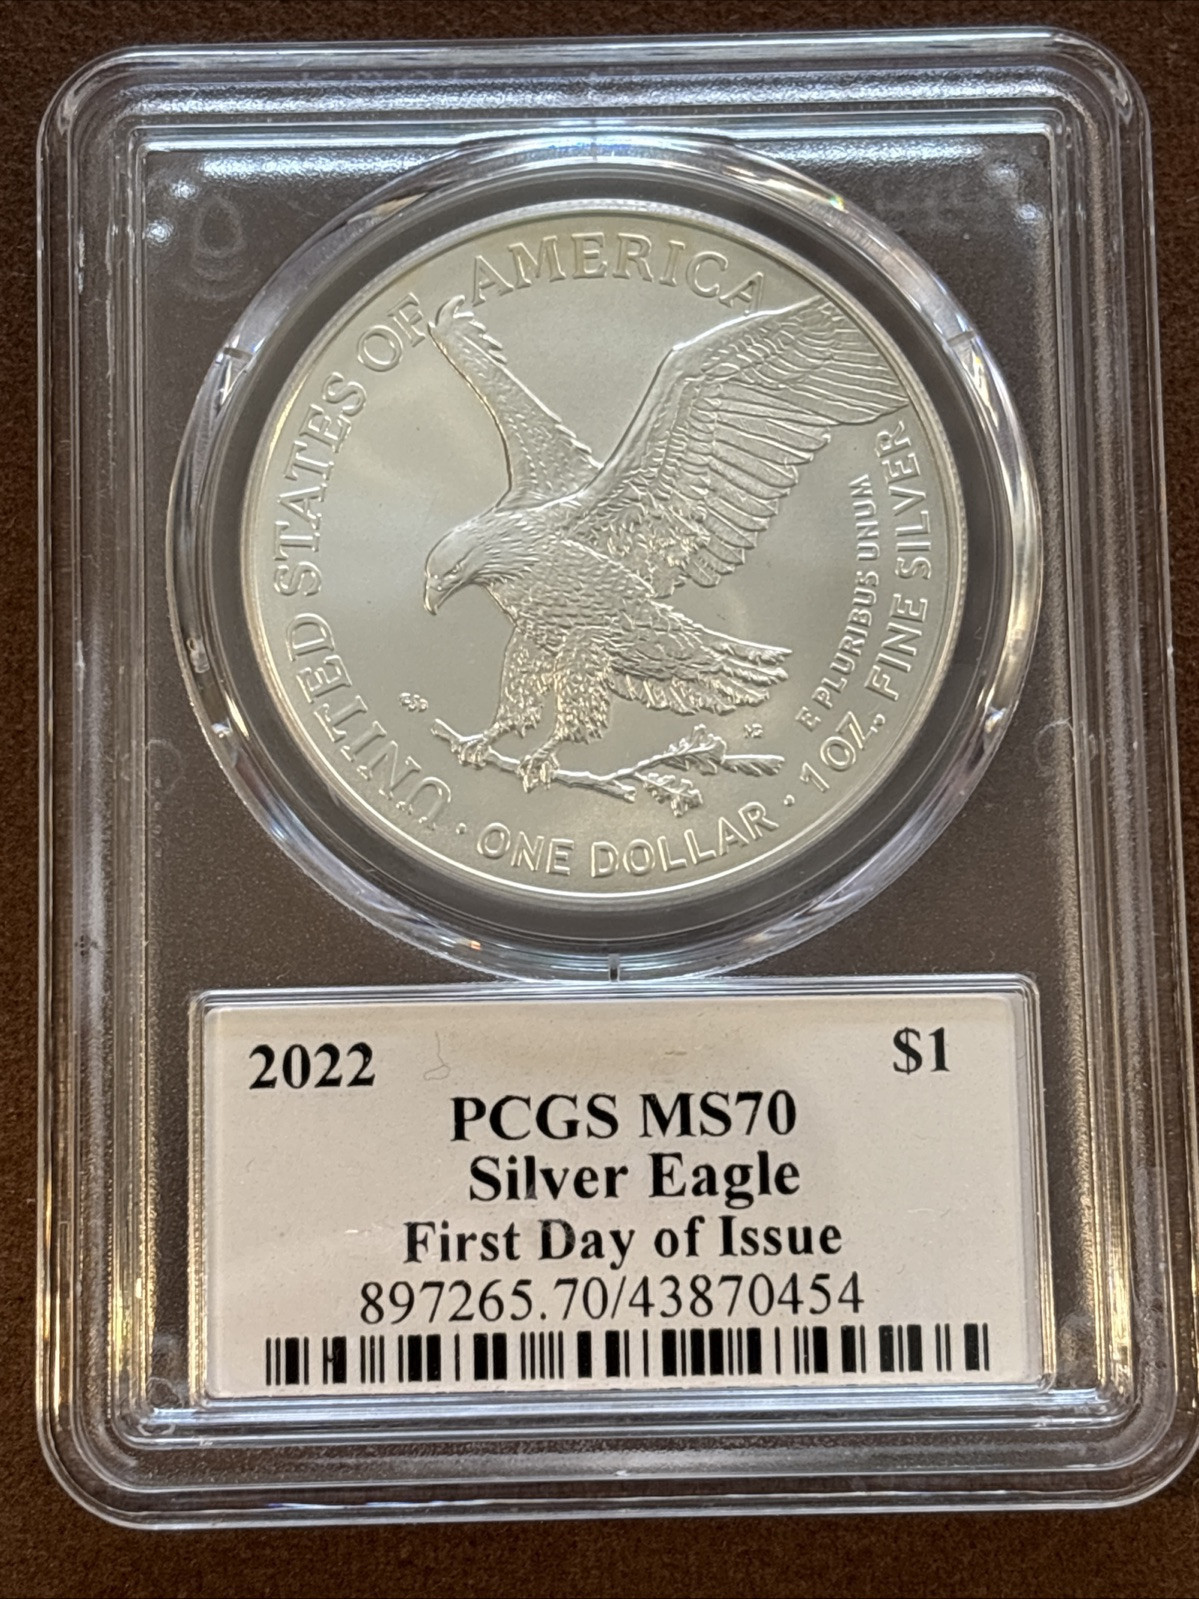 UNITED STATES OF AMERICA
E PLURIBUS UNUM
1 OZ. FINE SILVER
· ONE DOLLAR ·
2022 $1
PCGS MS70
Silver Eagle
First Day of Issue
897265.70/43870454